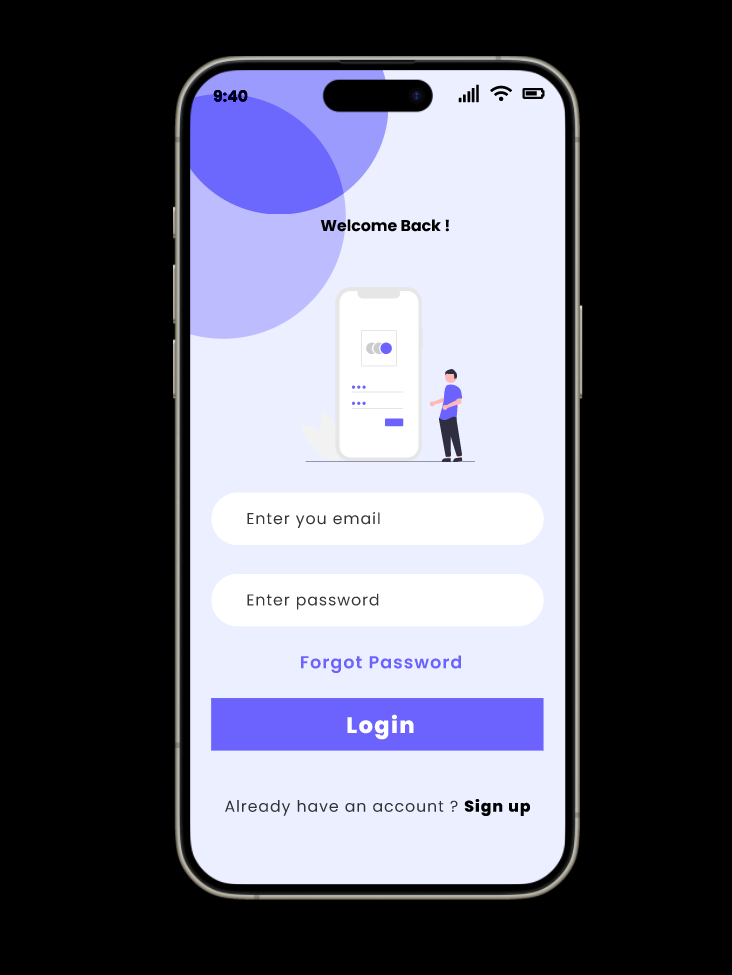 9:40
Welcome Back !
Enter you email
Enter password
Forgot Password
Login
Already have an account ? Sign up